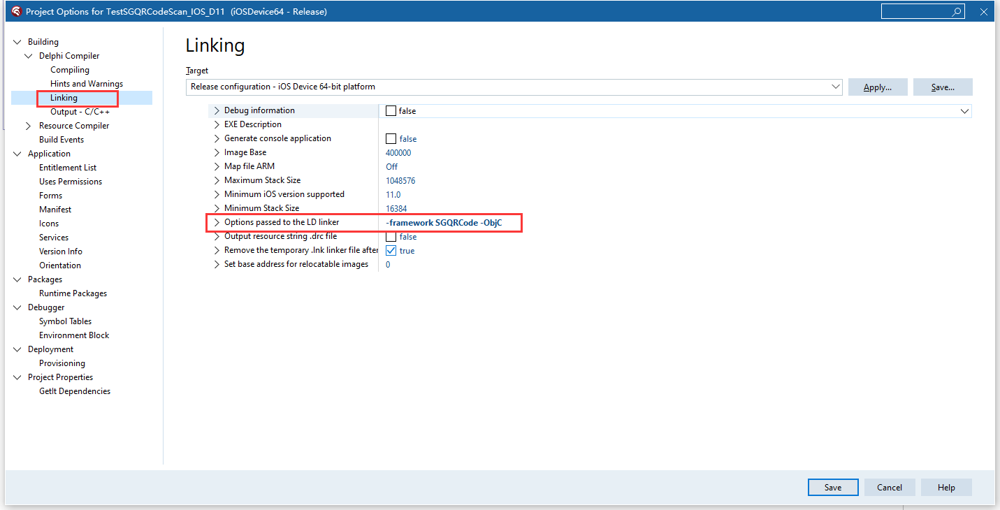 Project Options for TestSGQRCodeScan_IOS_D11 (iOSDevice64 - Release)
Building
Delphi Compiler
Compiling
Hints and Warnings
Linking
Output - C/C++
Resource Compiler
Build Events
Application
Entitlement List
Uses Permissions
Forms
Manifest
Icons
Services
Version Info
Orientation
Packages
Runtime Packages
Debugger
Symbol Tables
Environment Block
Deployment
Provisioning
Project Properties
GetIt Dependencies
Linking
Target
Release configuration - iOS Device 64-bit platform
Apply...
Save...
Debug information false
EXE Description
Generate console application false
Image Base 400000
Map file ARM Off
Maximum Stack Size 1048576
Minimum iOS version supported 11.0
Minimum Stack Size 16384
Options passed to the LD linker -framework SGQRCode -ObjC
Output resource string .drc file false
Remove the temporary .lnk linker file after true
Set base address for relocatable images 0
Save
Cancel
Help